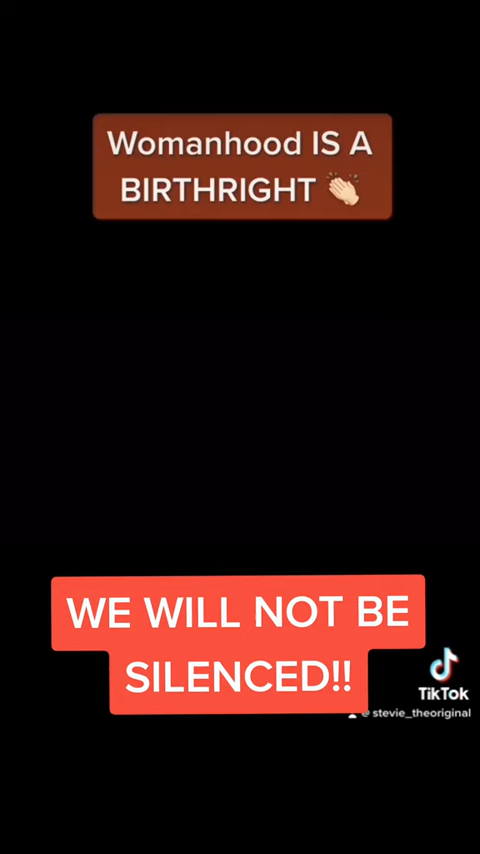 Womanhood IS A
BIRTHRIGHT 👏🏻
WE WILL NOT BE
SILENCED!!
TikTok
@ stevie_theoriginal